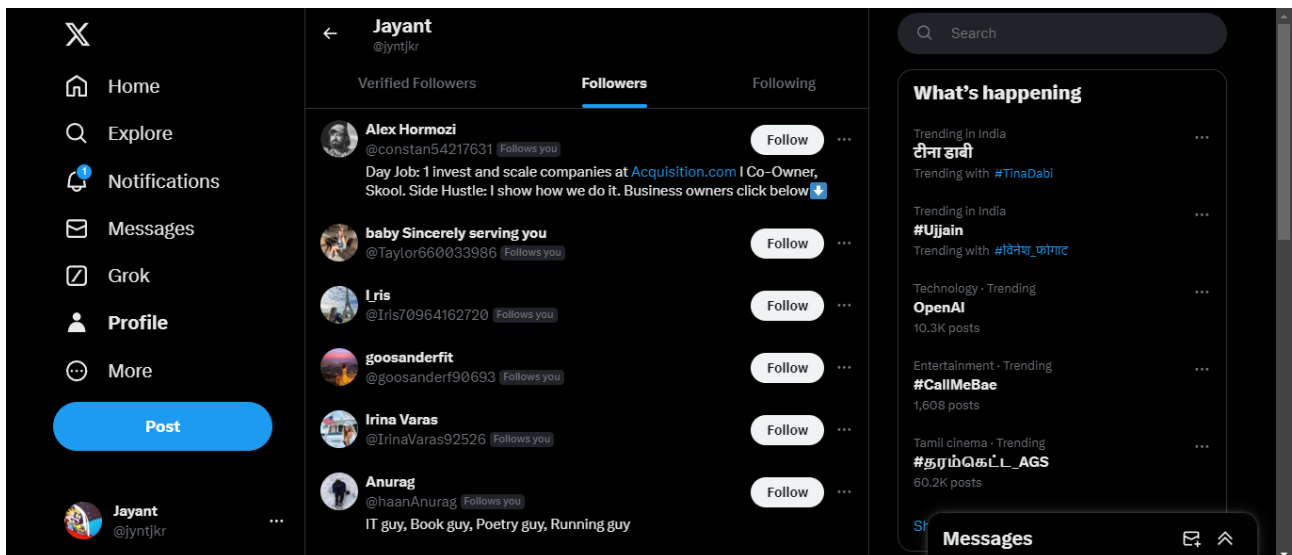 Home
Explore
1
Notifications
Messages
Grok
Profile
More
Post
Jayant
@jyntjkr
Jayant
@jyntjkr
Verified Followers
Followers
Following
Alex Hormozi
@constan54217631 Follows you
Follow
Day Job: 1 invest and scale companies at Acquisition.com I Co-Owner,
Skool. Side Hustle: I show how we do it. Business owners click below
baby Sincerely serving you
@Taylor660033986 Follows you
Follow
I_ris
@Iris70964162720 Follows you
Follow
goosanderfit
@goosanderf90693 Follows you
Follow
Irina Varas
@IrinaVaras92526 Follows you
Follow
Anurag
@haanAnurag Follows you
Follow
IT guy, Book guy, Poetry guy, Running guy
Search
What's happening
Trending in India
टीना डाबी
Trending with #TinaDabi
Trending in India
#Ujjain
Trending with #विनेश_फोगाट
Technology · Trending
OpenAI
10.3K posts
Entertainment · Trending
#CallMeBae
1,608 posts
Tamil cinema · Trending
#தரம்கெட்ட_AGS
60.2K posts
Messages